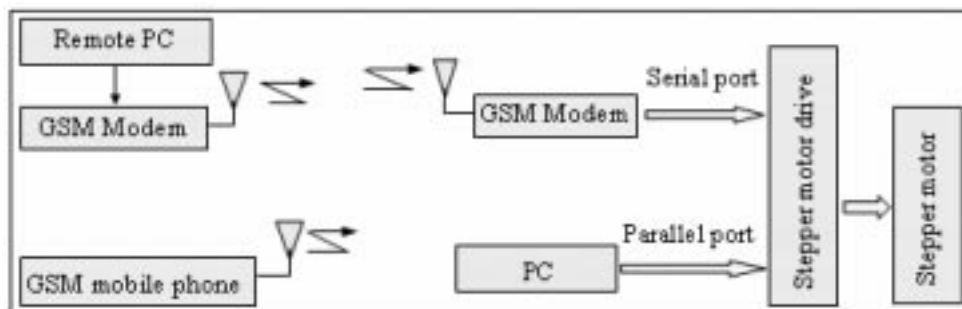 Remote PC
GSM Modem
GSM Modem
Serial port
Stepper motor drive
Stepper motor
GSM mobile phone
PC
Parallel port